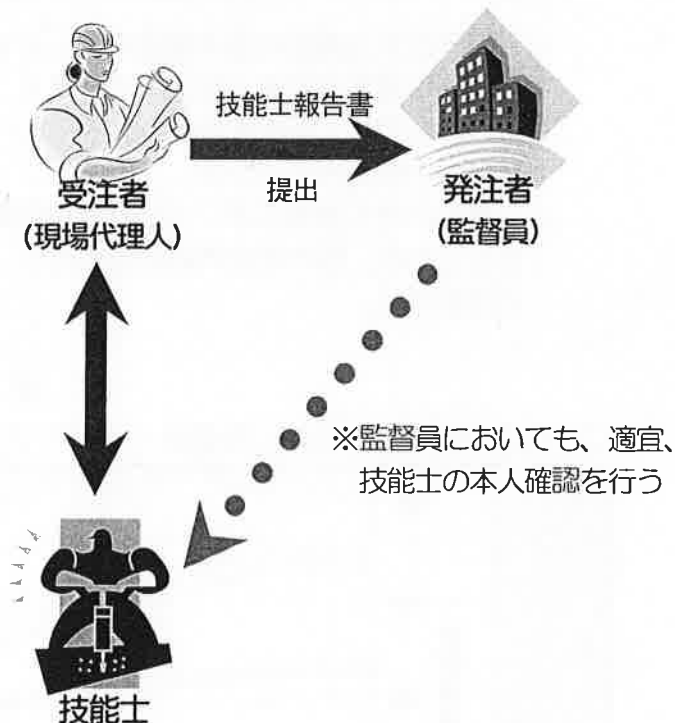 技能士報告書
提出
受注者
(現場代理人)
発注者
(監督員)
※監督員においても、適宜、
技能士の本人確認を行う
技能士